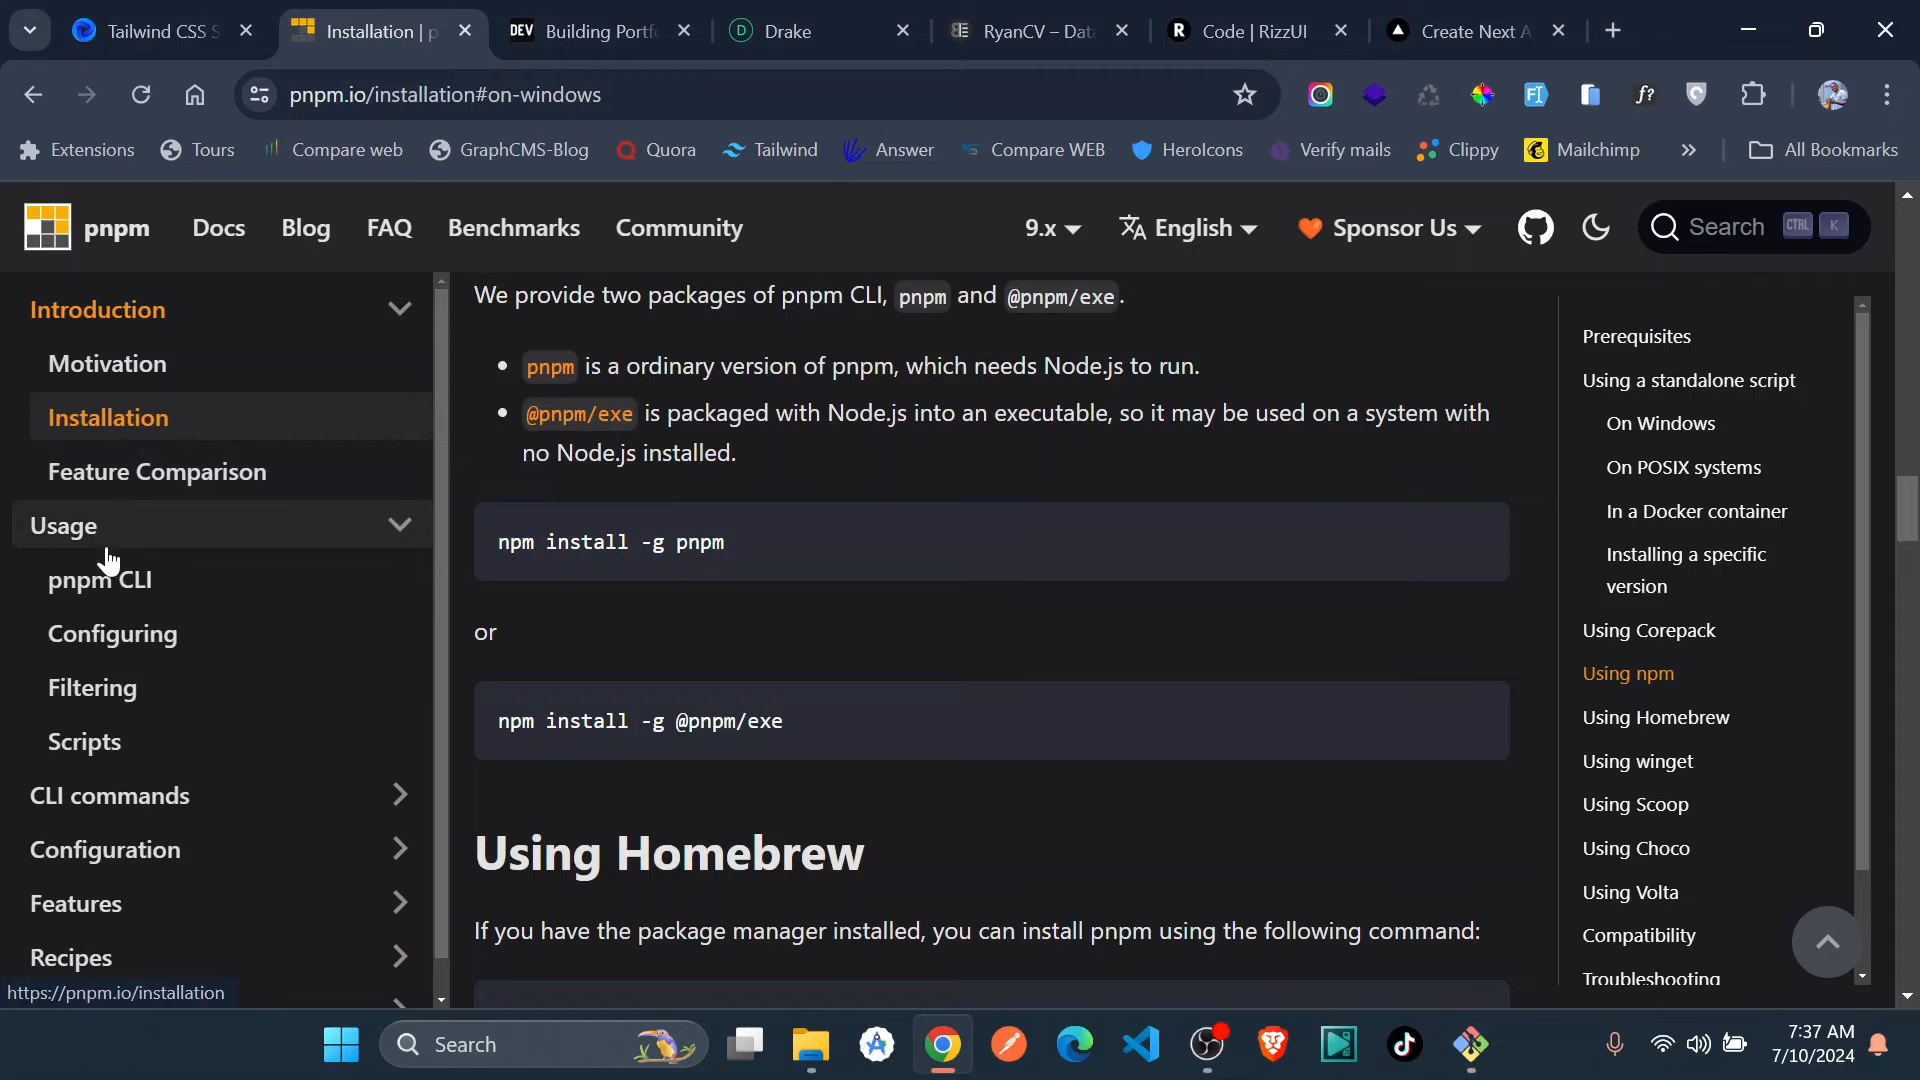 Tailwind CSS S
Installation | p
DEV Building Portfo
Drake
RyanCV – Data
Code | RizzUI
Create Next A
pnpm.io/installation#on-windows
Extensions
Tours
Compare web
GraphCMS-Blog
Quora
Tailwind
Answer
Compare WEB
HeroIcons
Verify mails
Clippy
Mailchimp
All Bookmarks
pnpm
Docs
Blog
FAQ
Benchmarks
Community
9.x
English
Sponsor Us
Search CTRL K
Introduction
Motivation
Installation
Feature Comparison
Usage
pnpm CLI
Configuring
Filtering
Scripts
CLI commands
Configuration
Features
Recipes
https://pnpm.io/installation
We provide two packages of pnpm CLI, pnpm and @pnpm/exe.
• pnpm is a ordinary version of pnpm, which needs Node.js to run.
• @pnpm/exe is packaged with Node.js into an executable, so it may be used on a system with
no Node.js installed.
npm install -g pnpm
or
npm install -g @pnpm/exe
Using Homebrew
If you have the package manager installed, you can install pnpm using the following command:
Prerequisites
Using a standalone script
On Windows
On POSIX systems
In a Docker container
Installing a specific
version
Using Corepack
Using npm
Using Homebrew
Using winget
Using Scoop
Using Choco
Using Volta
Compatibility
Troubleshooting
Search
7:37 AM
7/10/2024